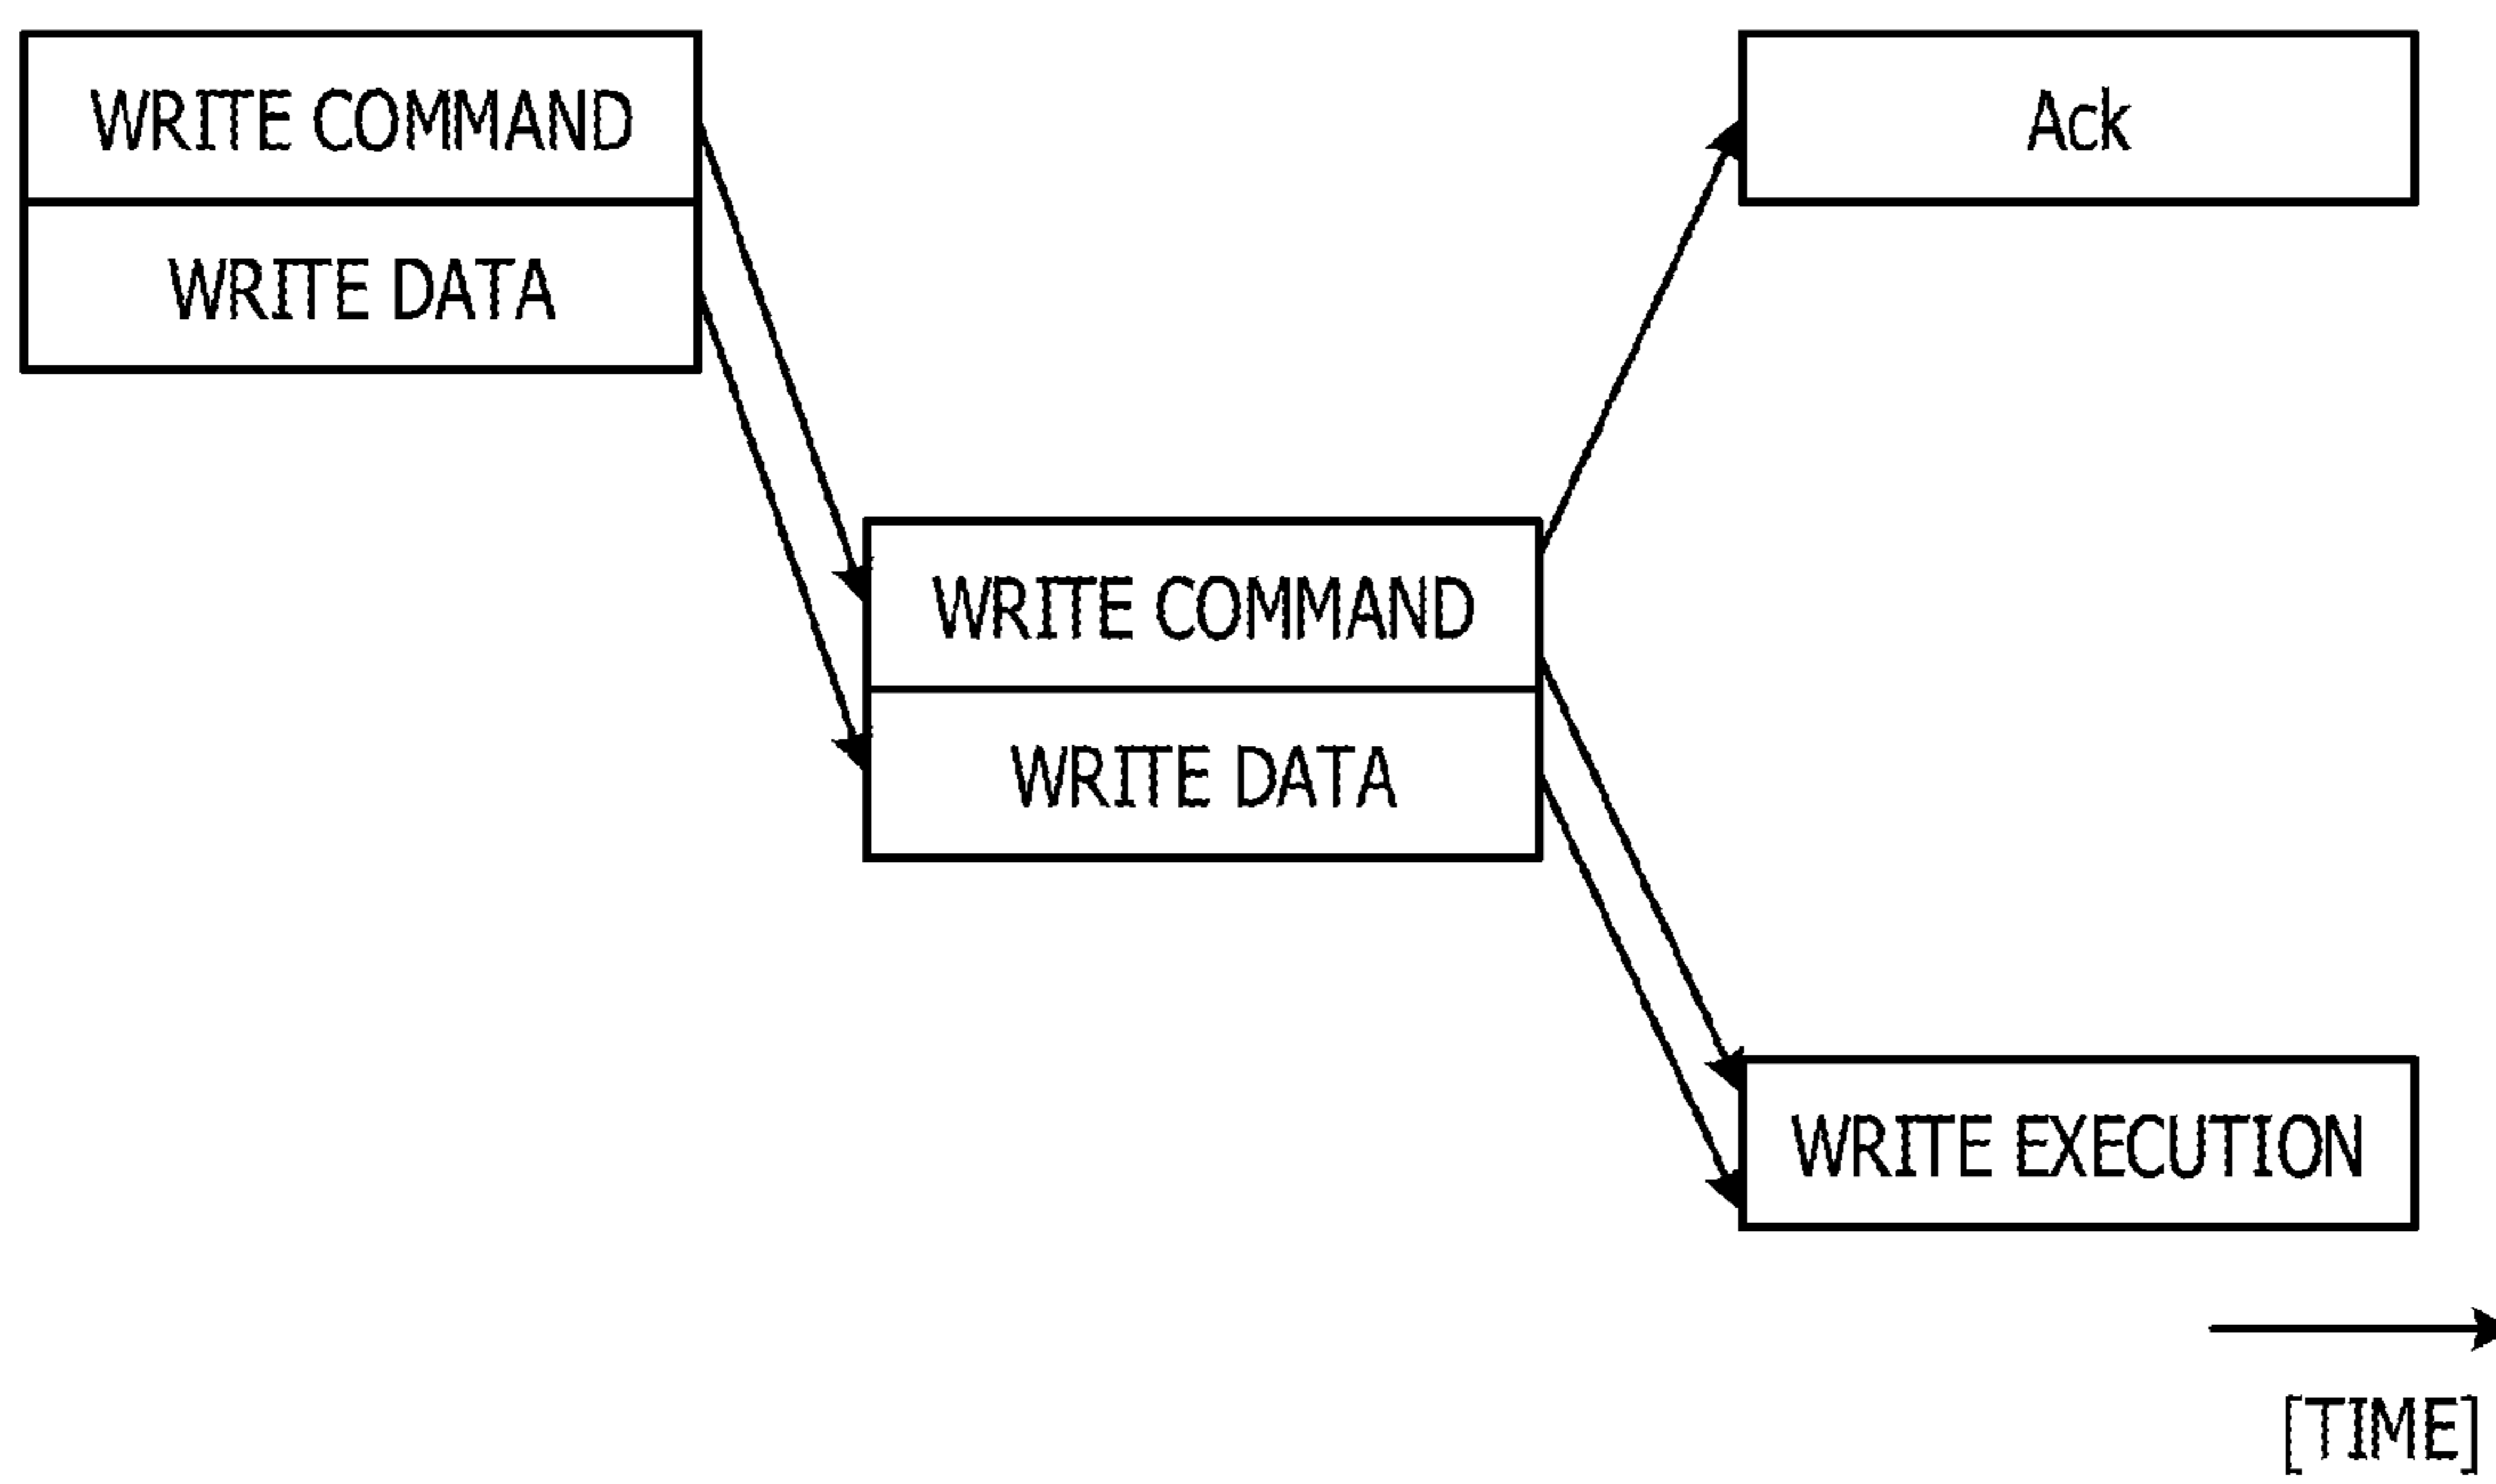 WRITE COMMAND
WRITE DATA
Ack
WRITE COMMAND
WRITE DATA
WRITE EXECUTION
[TIME]